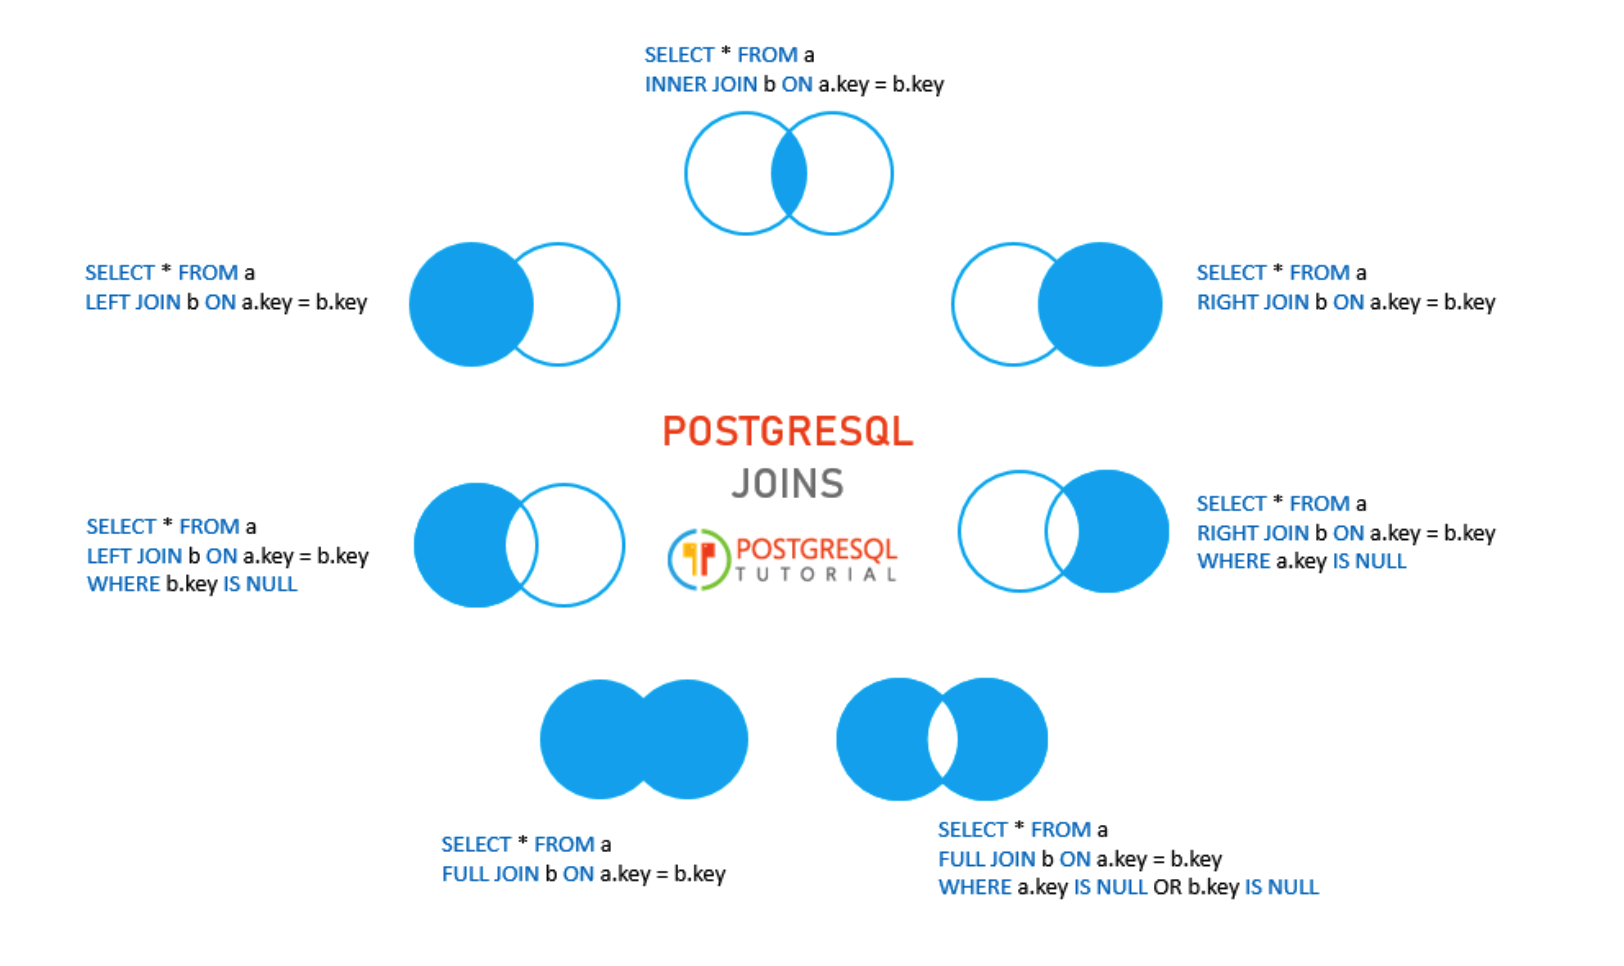 SELECT * FROM a
INNER JOIN b ON a.key = b.key
SELECT * FROM a
LEFT JOIN b ON a.key = b.key
SELECT * FROM a
RIGHT JOIN b ON a.key = b.key
POSTGRESQL
JOINS
POSTGRESQL
TUTORIAL
SELECT * FROM a
LEFT JOIN b ON a.key = b.key
WHERE b.key IS NULL
SELECT * FROM a
RIGHT JOIN b ON a.key = b.key
WHERE a.key IS NULL
SELECT * FROM a
FULL JOIN b ON a.key = b.key
SELECT * FROM a
FULL JOIN b ON a.key = b.key
WHERE a.key IS NULL OR b.key IS NULL